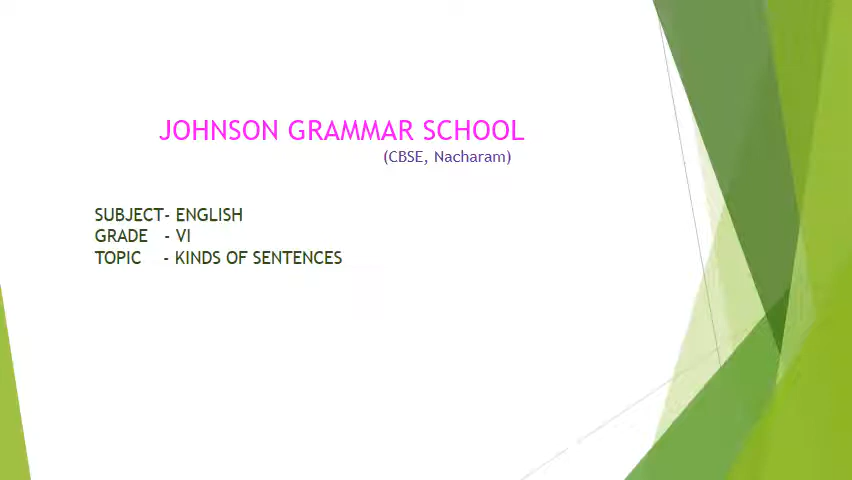 JOHNSON GRAMMAR SCHOOL
(CBSE, Nacharam)
SUBJECT- ENGLISH
GRADE - VI
TOPIC - KINDS OF SENTENCES